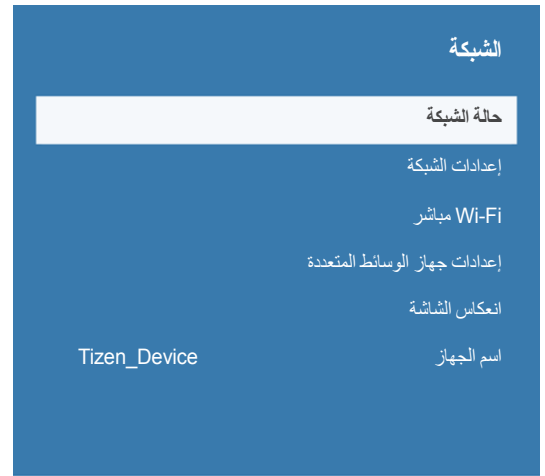 الشبكة
حالة الشبكة
إعدادات الشبكة
Wi-Fi مباشر
إعدادات جهاز الوسائط المتعددة
انعكاس الشاشة
اسم الجهاز Tizen_Device